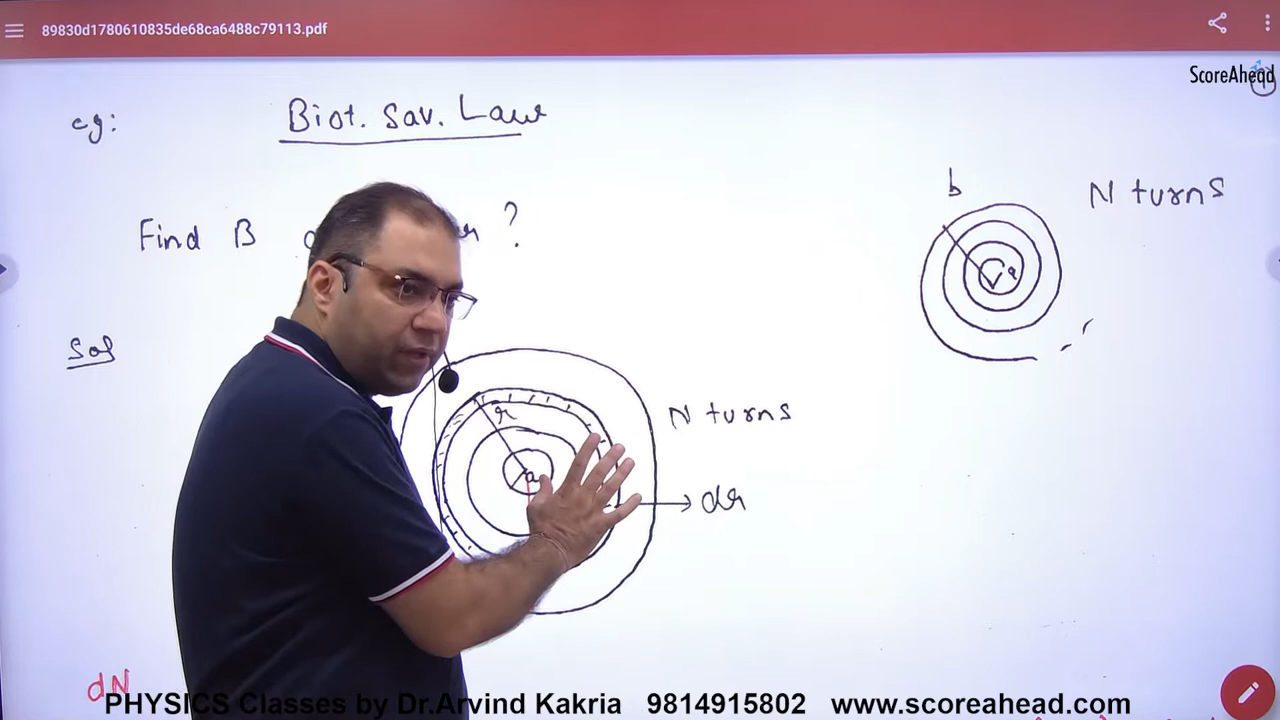 89830d1780610835de68ca6488c79113.pdf
ScoreAhead
eg: Biot. Sav. Law
b
N turns
Find B ?
a
Sol
r
N turns
a
dr
dN
PHYSICS Classes by Dr.Arvind Kakria 9814915802 www.scoreahead.com